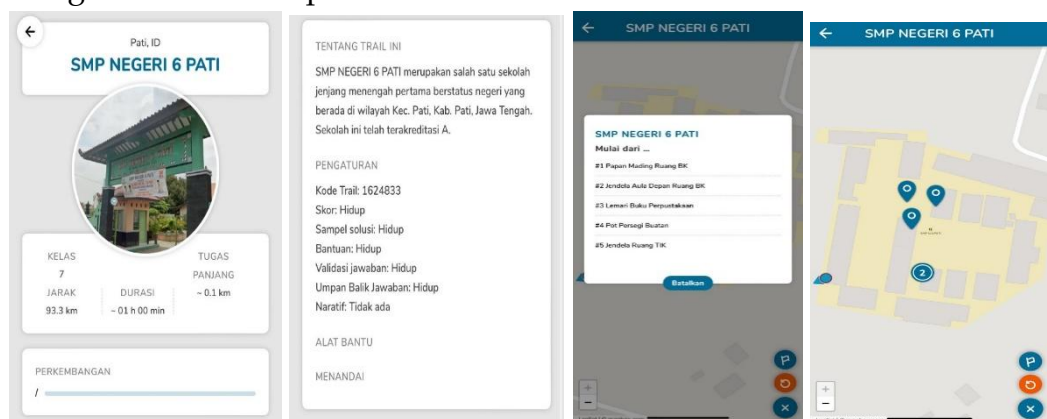 Pati, ID
SMP NEGERI 6 PATI
KELAS
7
TUGAS
PANJANG
~ 0.1 km
JARAK
93.3 km
DURASI
~ 01 h 00 min
PERKEMBANGAN
/
TENTANG TRAIL INI
SMP NEGERI 6 PATI merupakan salah satu sekolah
jenjang menengah pertama berstatus negeri yang
berada di wilayah Kec. Pati, Kab. Pati, Jawa Tengah.
Sekolah ini telah terakreditasi A.
PENGATURAN
Kode Trail: 1624833
Skor: Hidup
Sampel solusi: Hidup
Bantuan: Hidup
Validasi jawaban: Hidup
Umpan Balik Jawaban: Hidup
Naratif: Tidak ada
ALAT BANTU
MENANDAI
SMP NEGERI 6 PATI
SMP NEGERI 6 PATI
Mulai dari ...
#1 Papan Mading Ruang BK
#2 Jendela Aula Depan Ruang BK
#3 Lemari Buku Perpustakaan
#4 Pot Persegi Buatan
#5 Jendela Ruang TIK
Batalkan
+
-
SMP NEGERI 6 PATI
2
+
-